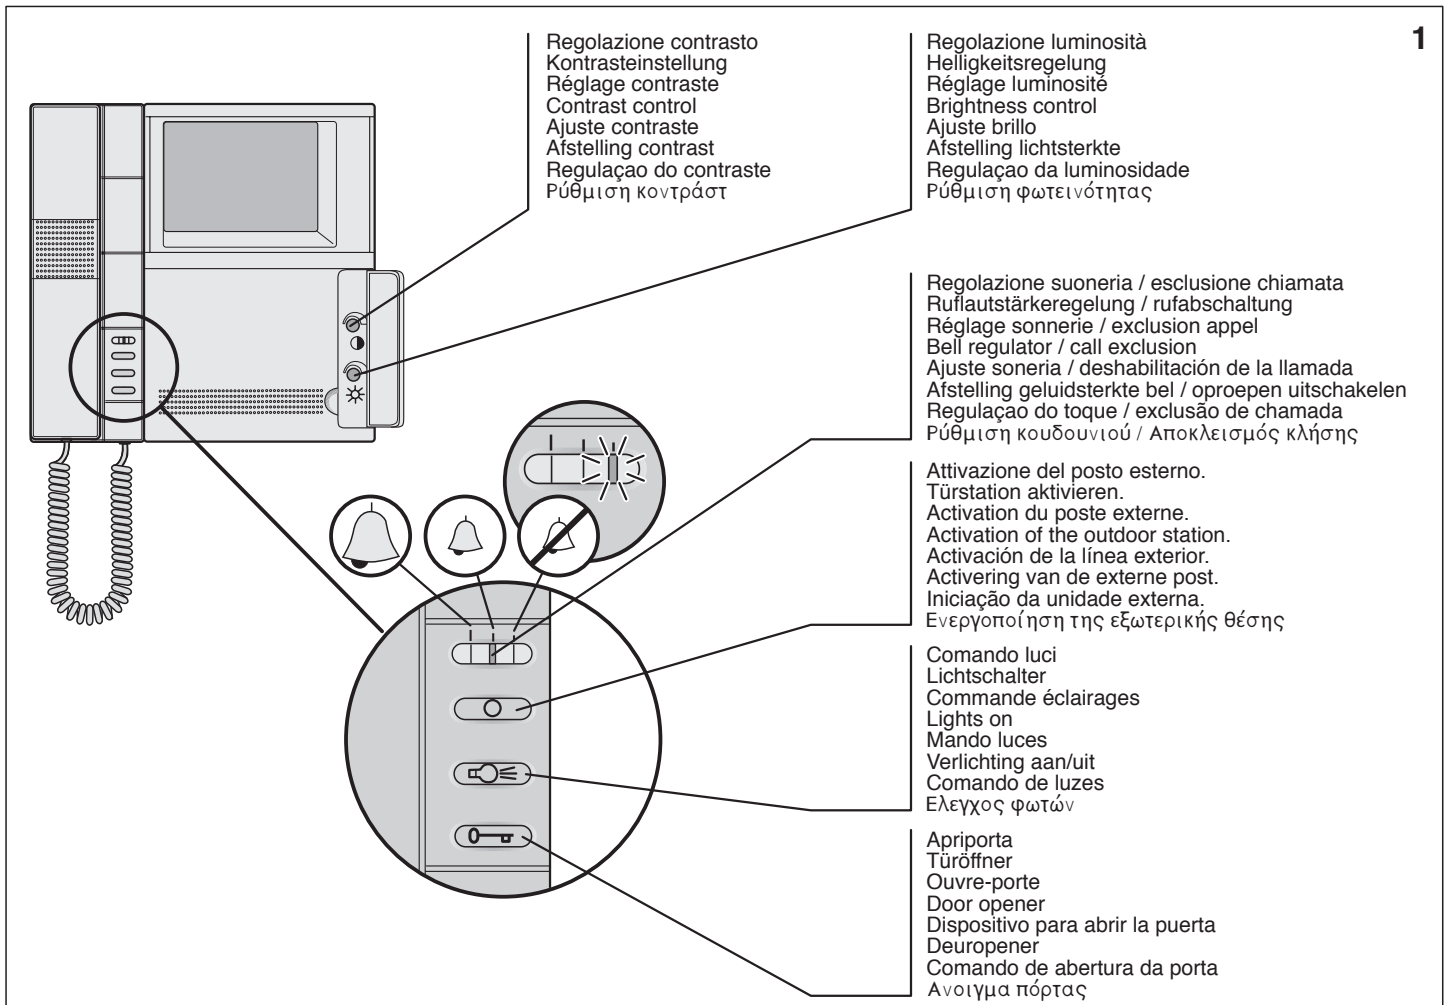 1
Regolazione contrasto
Kontrasteinstellung
Réglage contraste
Contrast control
Ajuste contraste
Afstelling contrast
Regulaçao do contraste
Ρύθμιση κοντράστ
Regolazione luminosità
Helligkeitsregelung
Réglage luminosité
Brightness control
Ajuste brillo
Afstelling lichtsterkte
Regulaçao da luminosidade
Ρύθμιση φωτεινότητας
Regolazione suoneria / esclusione chiamata
Ruflautstärkeregelung / rufabschaltung
Réglage sonnerie / exclusion appel
Bell regulator / call exclusion
Ajuste soneria / deshabilitación de la llamada
Afstelling geluidsterkte bel / oproepen uitschakelen
Regulaçao do toque / exclusão de chamada
Ρύθμιση κουδουνιού / Αποκλεισμός κλήσης
Attivazione del posto esterno.
Türstation aktivieren.
Activation du poste externe.
Activation of the outdoor station.
Activación de la línea exterior.
Activering van de externe post.
Iniciação da unidade externa.
Ενεργοποίηση της εξωτερικής θέσης
Comando luci
Lichtschalter
Commande éclairages
Lights on
Mando luces
Verlichting aan/uit
Comando de luzes
Ελεγχος φωτών
Apriporta
Türöffner
Ouvre-porte
Door opener
Dispositivo para abrir la puerta
Deuropener
Comando de abertura da porta
Ανοιγμα πόρτας